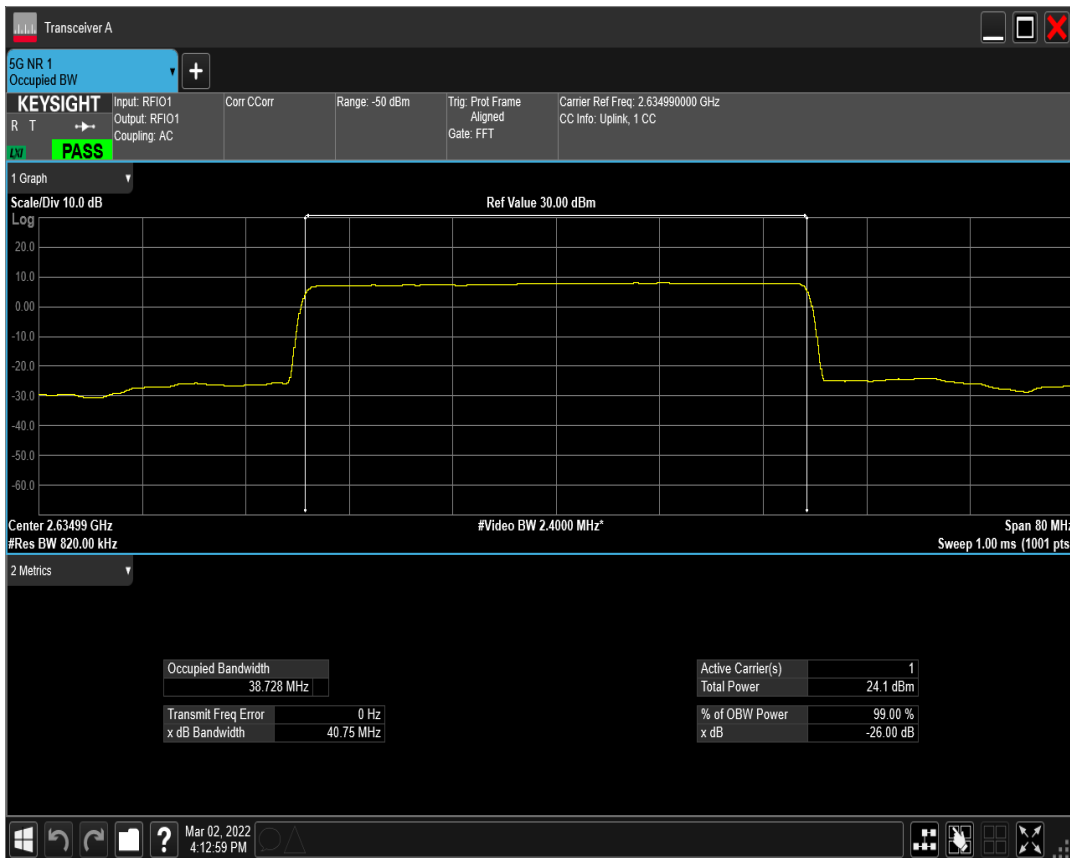 Transceiver A
5G NR 1
Occupied BW
+
KEYSIGHT
R T
LXI
PASS
Input: RFIO1
Output: RFIO1
Coupling: AC
Corr CCorr
Range: -50 dBm
Trig: Prot Frame
Aligned
Gate: FFT
Carrier Ref Freq: 2.634990000 GHz
CC Info: Uplink, 1 CC
1 Graph
Scale/Div 10.0 dB
Ref Value 30.00 dBm
Log
20.0
10.0
0.00
-10.0
-20.0
-30.0
-40.0
-50.0
-60.0
Center 2.63499 GHz
#Video BW 2.4000 MHz*
Span 80 MHz
#Res BW 820.00 kHz
Sweep 1.00 ms (1001 pts
2 Metrics
Occupied Bandwidth
38.728 MHz
Transmit Freq Error 0 Hz
x dB Bandwidth 40.75 MHz
Active Carrier(s) 1
Total Power 24.1 dBm
% of OBW Power 99.00 %
x dB -26.00 dB
?
Mar 02, 2022
4:12:59 PM